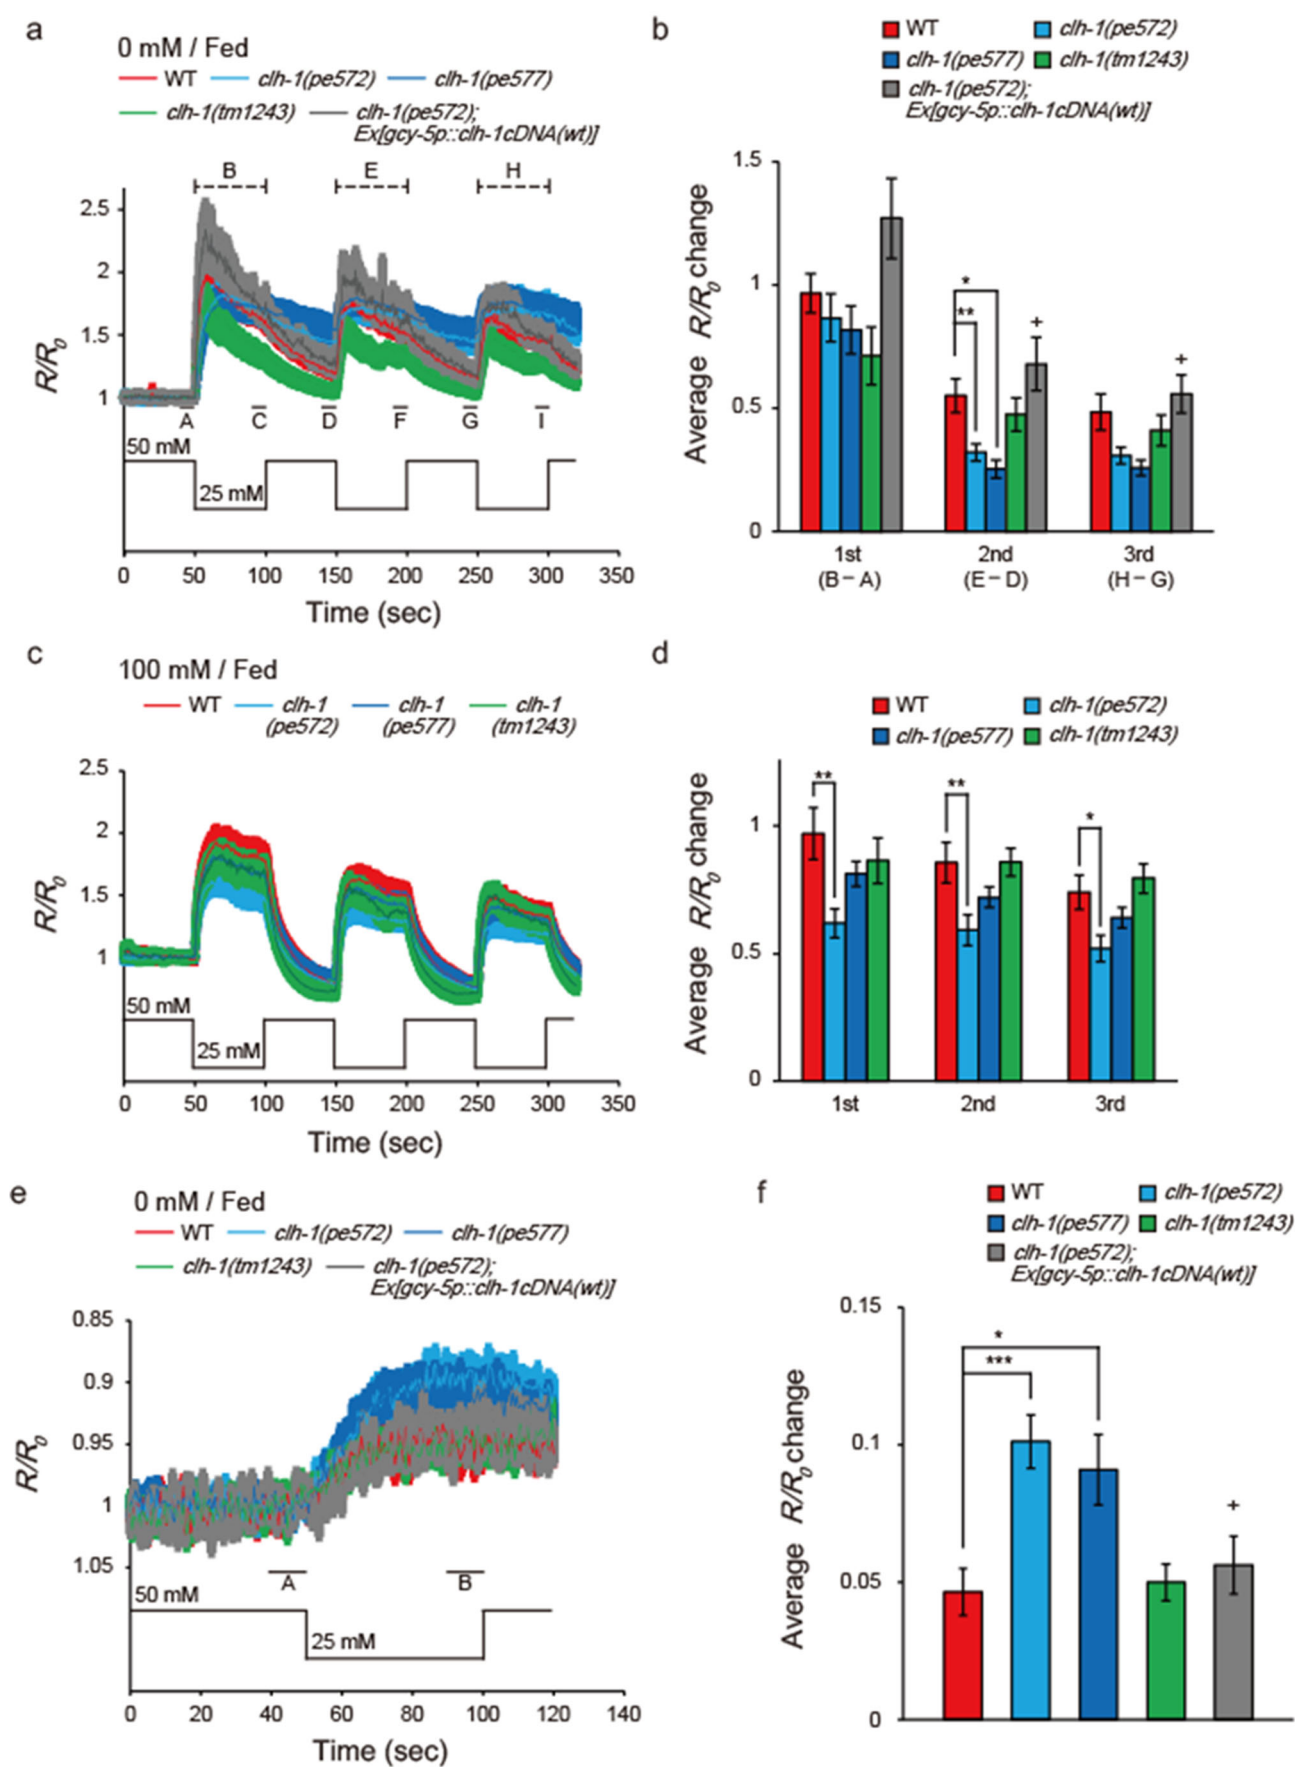 a
0 mM / Fed
WT clh-1(pe572) clh-1(pe577)
clh-1(tm1243) clh-1(pe572);
Ex[gcy-5p::clh-1cDNA(wt)]
B E H
2.5
2
1.5
1
R/R0
A C D F G I
50 mM
25 mM
0 50 100 150 200 250 300 350
Time (sec)
b
WT clh-1(pe572)
clh-1(pe577) clh-1(tm1243)
clh-1(pe572);
Ex[gcy-5p::clh-1cDNA(wt)]
1.5
1
0.5
0
Average R/R0 change
*
**
+
+
1st 2nd 3rd
(B – A) (E – D) (H – G)
c
100 mM / Fed
WT clh-1 clh-1 clh-1
(pe572) (pe577) (tm1243)
2.5
2
1.5
1
R/R0
50 mM
25 mM
0 50 100 150 200 250 300 350
Time (sec)
d
WT clh-1(pe572)
clh-1(pe577) clh-1(tm1243)
1
0.5
0
Average R/R0 change
** ** *
1st 2nd 3rd
e
0 mM / Fed
WT clh-1(pe572) clh-1(pe577)
clh-1(tm1243) clh-1(pe572);
Ex[gcy-5p::clh-1cDNA(wt)]
0.85
0.9
0.95
1
1.05
R/R0
A B
50 mM
25 mM
0 20 40 60 80 100 120 140
Time (sec)
f
WT clh-1(pe572)
clh-1(pe577) clh-1(tm1243)
clh-1(pe572);
Ex[gcy-5p::clh-1cDNA(wt)]
0.15
0.1
0.05
0
Average R/R0 change
*
***
+